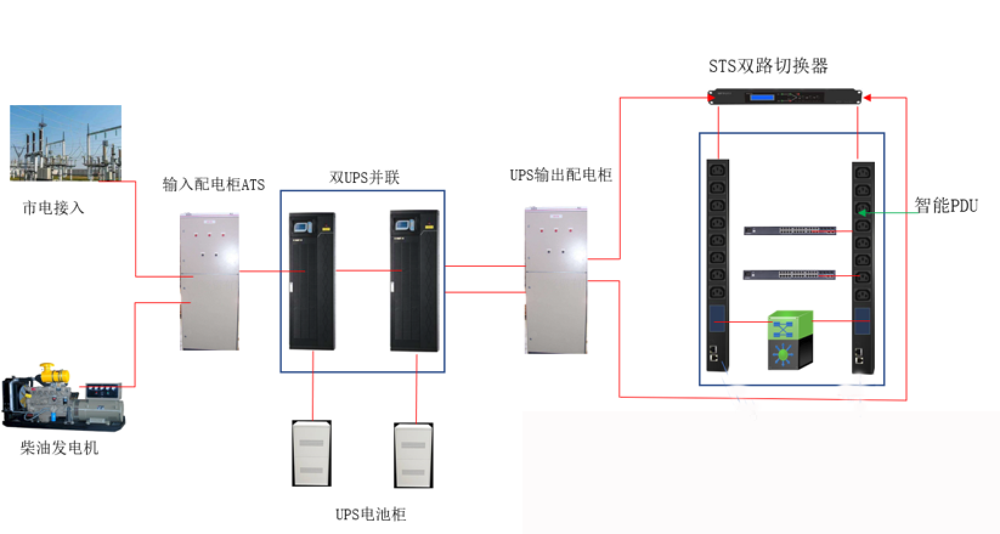 STS双路切换器
UPS输出配电柜
双UPS并联
输入配电柜ATS
市电接入
智能PDU
柴油发电机
UPS电池柜